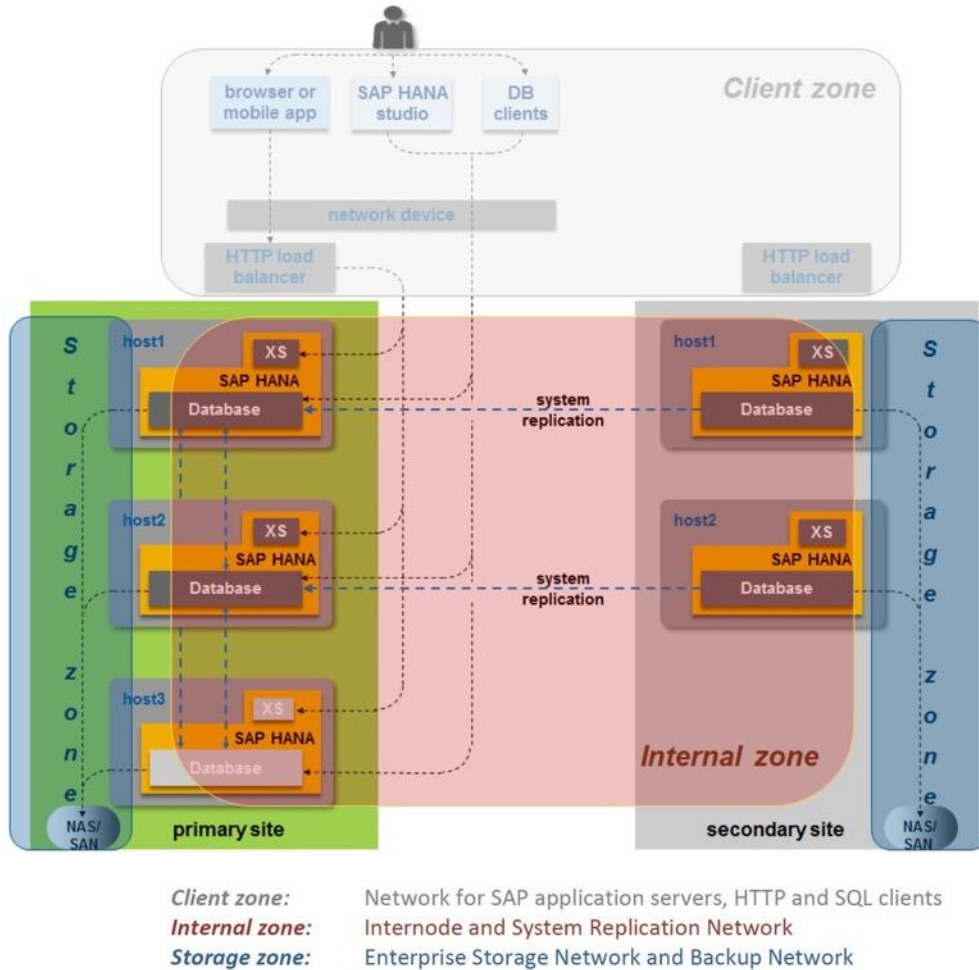 Client zone
browser or
mobile app
SAP HANA
studio
DB
clients
network device
HTTP load
balancer
HTTP load
balancer
Storage zone
host1
XS
SAP HANA
Database
host2
XS
SAP HANA
Database
host3
XS
SAP HANA
Database
NAS/
SAN
primary site
system
replication
system
replication
Internal zone
host1
XS
SAP HANA
Database
host2
XS
SAP HANA
Database
secondary site
Storage zone
NAS/
SAN
Client zone: Network for SAP application servers, HTTP and SQL clients
Internal zone: Internode and System Replication Network
Storage zone: Enterprise Storage Network and Backup Network